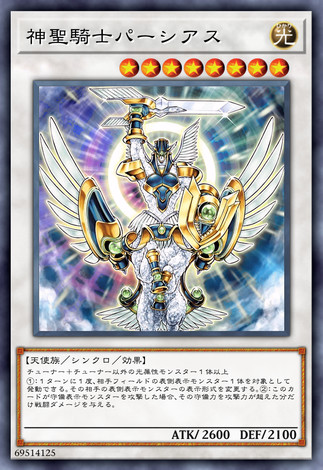 神聖騎士パーシアス
光
【天使族／シンクロ／効果】
チューナー＋チューナー以外の光属性モンスター１体以上
①：１ターンに１度、相手フィールドの表側表示モンスター１体を対象として
発動できる。その相手の表側表示モンスターの表示形式を変更する。②：このカ
ードが守備表示モンスターを攻撃した場合、その守備力を攻撃力が超えた分だ
け戦闘ダメージを与える。
ATK/ 2600 DEF/ 2100
69514125